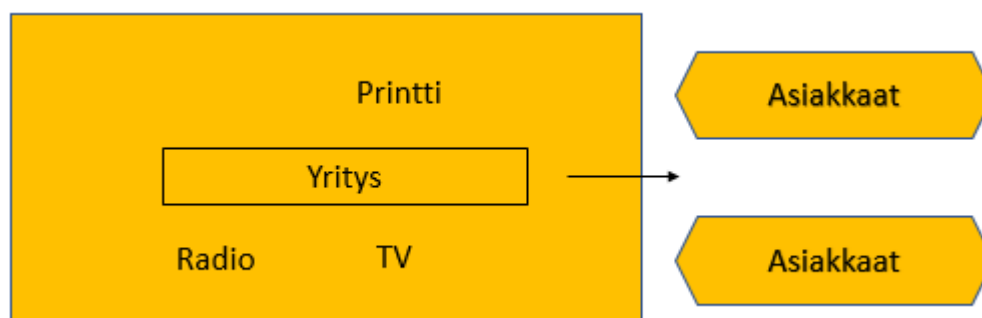 Printti
Asiakkaat
Yritys
Radio
TV
Asiakkaat